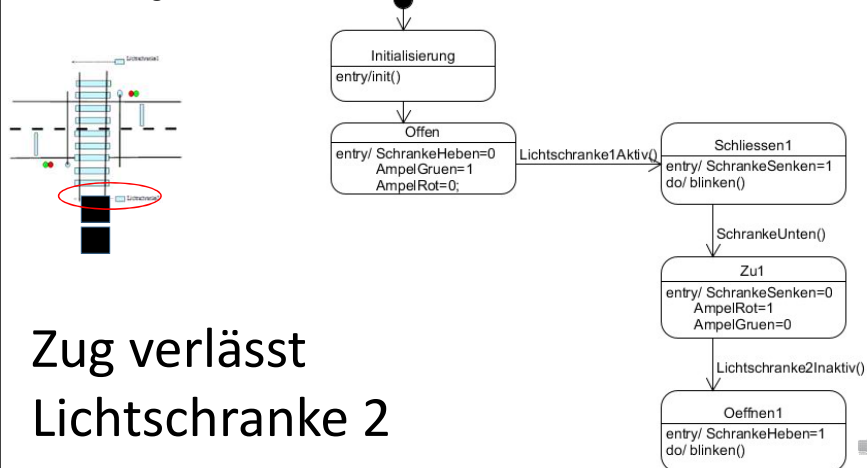 Initialisierung
entry/init()
Offen
entry/ SchrankeHeben=0
AmpelGruen=1
AmpelRot=0;
Lichtschranke1Aktiv()
Schliessen1
entry/ SchrankeSenken=1
do/ blinken()
SchrankeUnten()
Zu1
entry/ SchrankeSenken=0
AmpelRot=1
AmpelGruen=0
Lichtschranke2Inaktiv()
Oeffnen1
entry/ SchrankeHeben=1
do/ blinken()
Zug verlässt
Lichtschranke 2